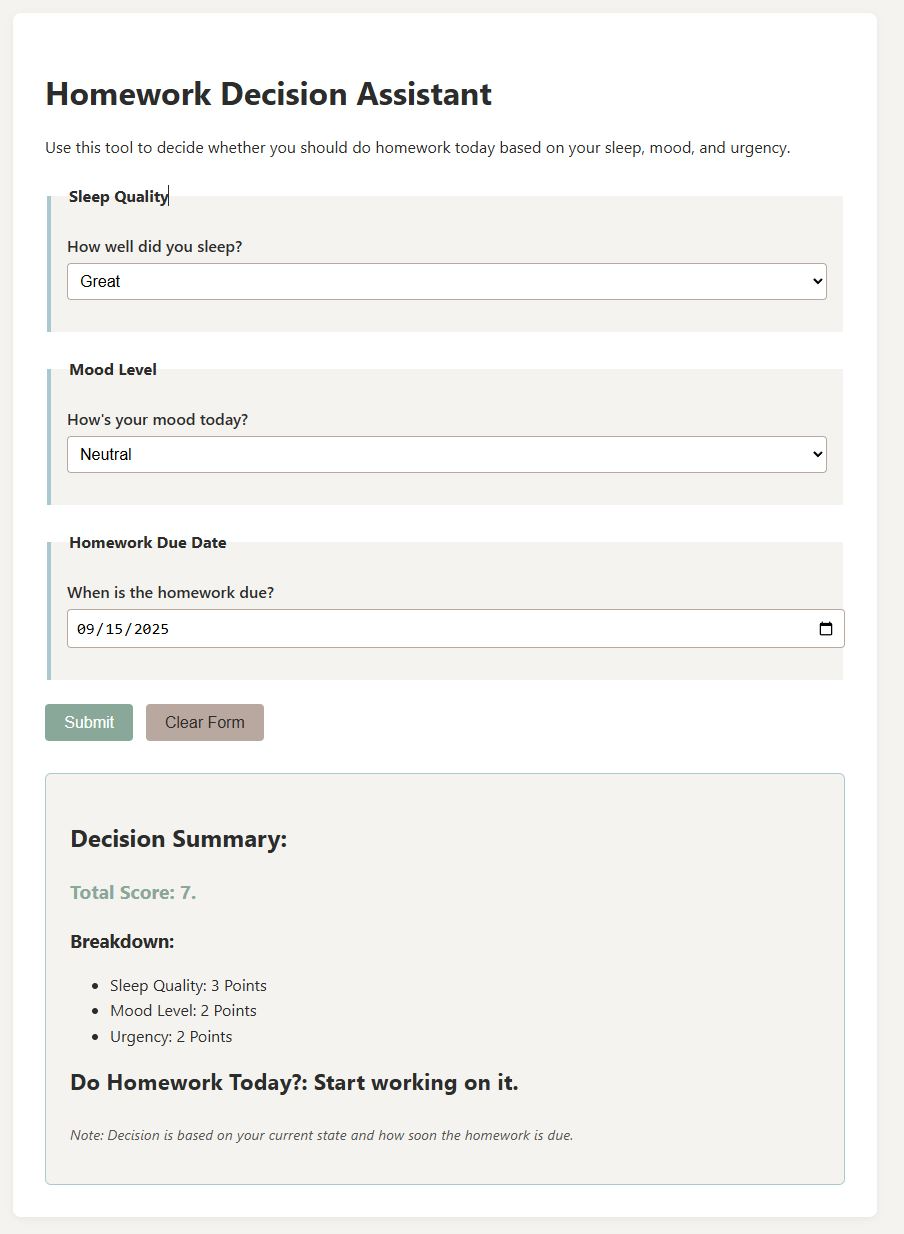 Homework Decision Assistant
Use this tool to decide whether you should do homework today based on your sleep, mood, and urgency.
Sleep Quality
How well did you sleep?
Great
Mood Level
How's your mood today?
Neutral
Homework Due Date
When is the homework due?
09/15/2025
Submit Clear Form
Decision Summary:
Total Score: 7.
Breakdown:
Sleep Quality: 3 Points
Mood Level: 2 Points
Urgency: 2 Points
Do Homework Today?: Start working on it.
Note: Decision is based on your current state and how soon the homework is due.